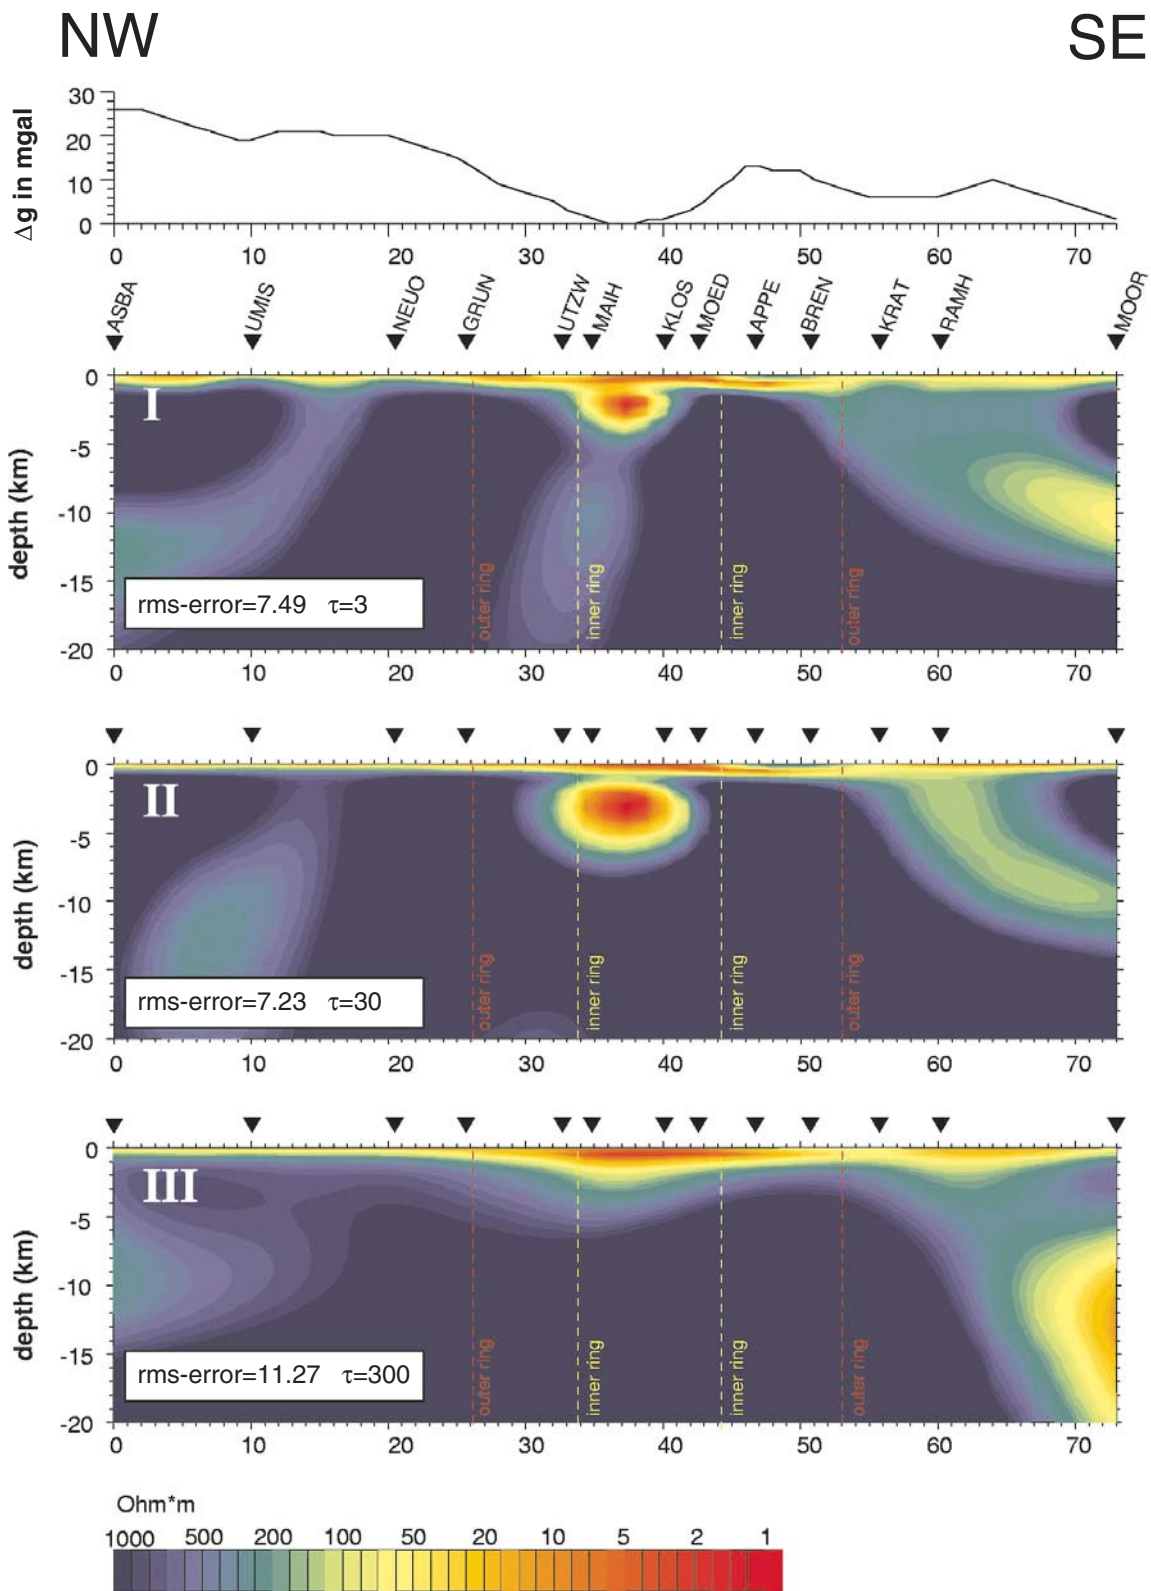 NW SE
Δg in mgal
30
20
10
0
0 10 20 30 40 50 60 70
ASBA UMIS NEUO GRUN UTZW MAIH KLOS MOED APPE BREN KRAT RAMH MOOR
I
depth (km)
0
-5
-10
-15
-20
rms-error=7.49 τ=3
outer ring inner ring inner ring outer ring
0 10 20 30 40 50 60 70
II
depth (km)
0
-5
-10
-15
-20
rms-error=7.23 τ=30
outer ring inner ring inner ring outer ring
0 10 20 30 40 50 60 70
III
depth (km)
0
-5
-10
-15
-20
rms-error=11.27 τ=300
outer ring inner ring inner ring outer ring
0 10 20 30 40 50 60 70
Ohm*m
1000 500 200 100 50 20 10 5 2 1